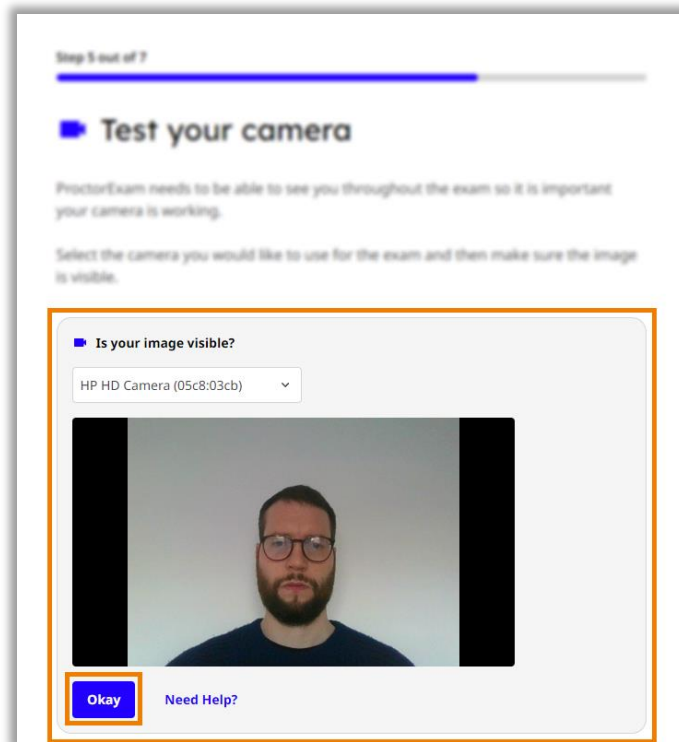 Step 5 out of 7
Test your camera
ProctorExam needs to be able to see you throughout the exam so it is important
your camera is working.
Select the camera you would like to use for the exam and then make sure the image
is visible.
Is your image visible?
HP HD Camera (05c8:03cb)
Okay
Need Help?